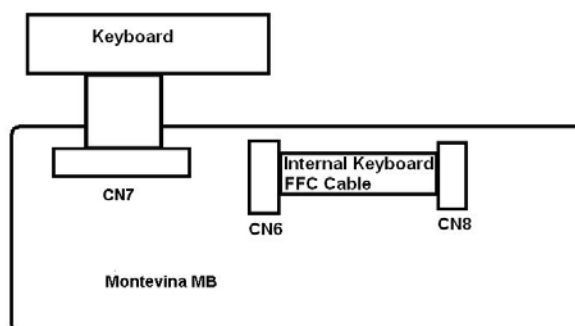 Keyboard
Internal Keyboard
FFC Cable
CN7
CN6
CN8
Montevina MB